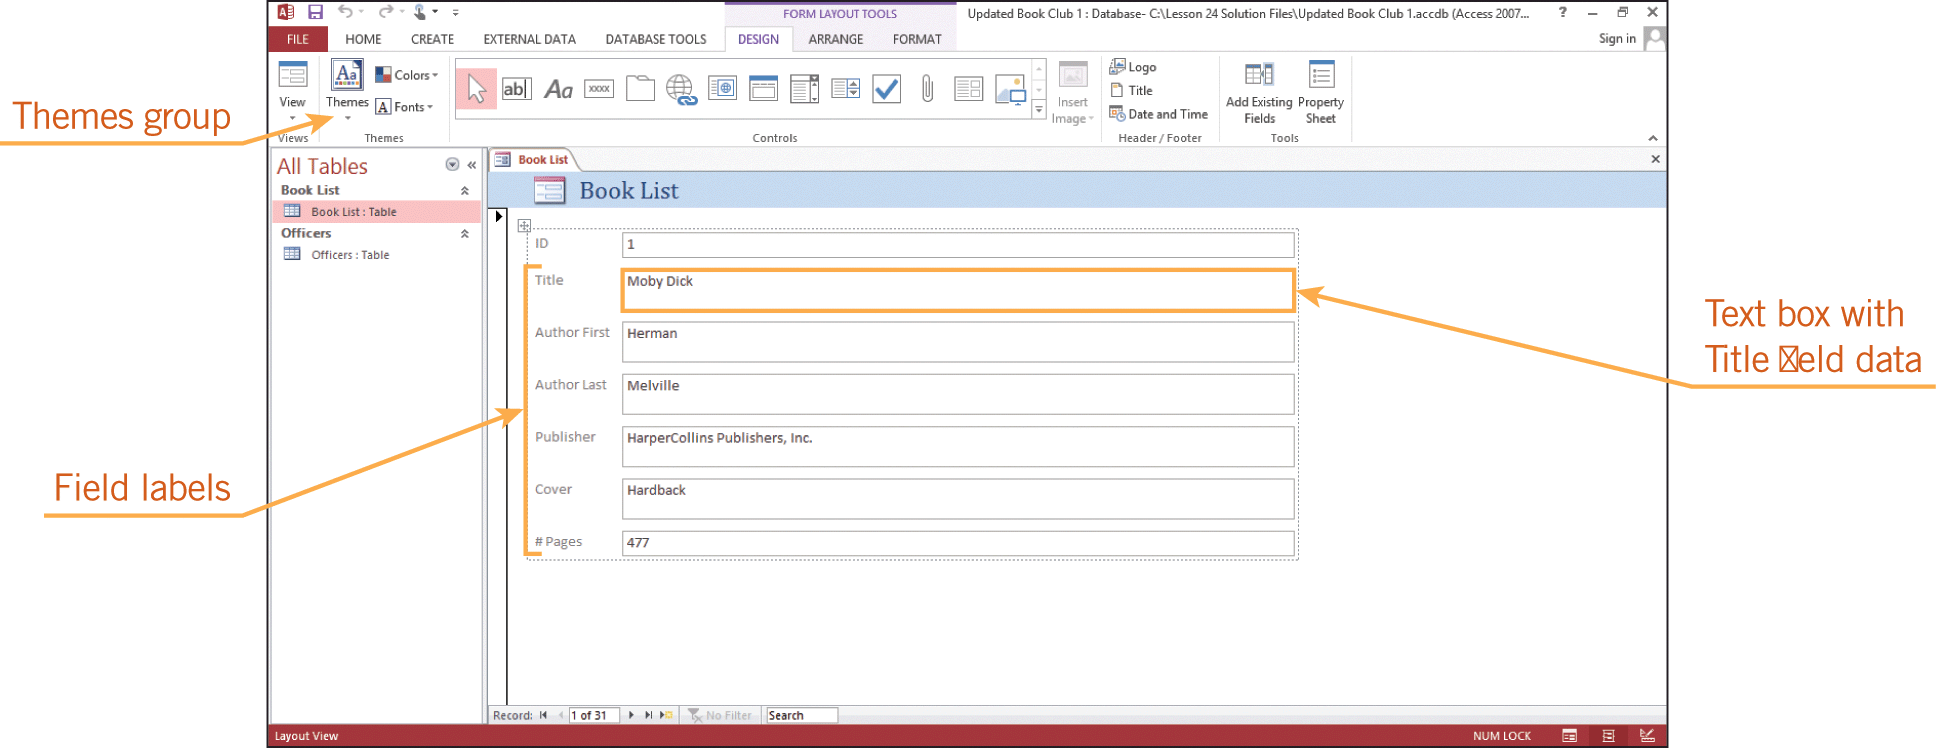 FORM LAYOUT TOOLS
Updated Book Club 1 : Database- C:\Lesson 24 Solution Files\Updated Book Club 1.accdb (Access 2007...
?
FILE HOME CREATE EXTERNAL DATA DATABASE TOOLS DESIGN ARRANGE FORMAT
Sign in
View
Views
Aa
Themes
Colors
A Fonts
Themes
ab
Aa
xxxx
Controls
Insert
Image
Logo
Title
Date and Time
Header / Footer
Add Existing
Fields
Property
Sheet
Tools
Themes group
All Tables
Book List
Book List : Table
Officers
Officers : Table
Book List
Book List
ID 1
Title Moby Dick
Author First Herman
Author Last Melville
Publisher HarperCollins Publishers, Inc.
Cover Hardback
# Pages 477
Text box with
Title eld data
Field labels
Record: 1 of 31 No Filter Search
Layout View NUM LOCK